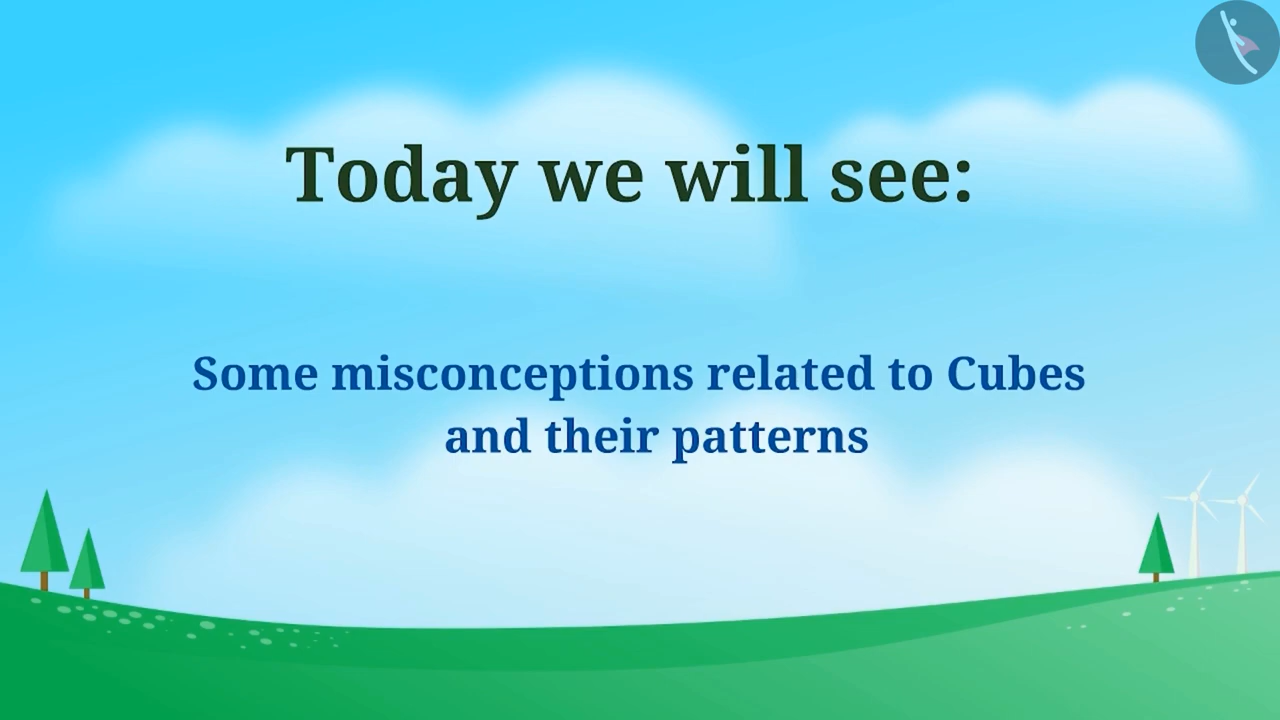 Today we will see:
Some misconceptions related to Cubes
and their patterns